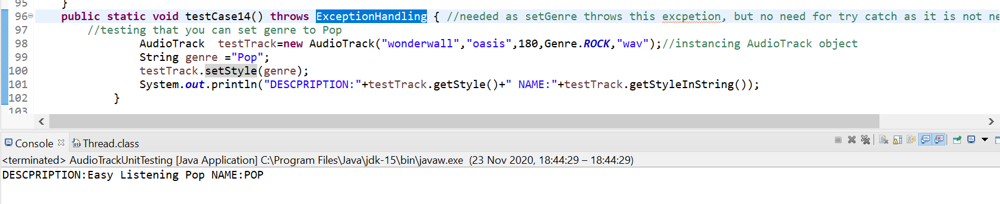 95 }
96 public static void testCase14() throws ExceptionHandling { //needed as setGenre throws this excpetion, but no need for try catch as it is not ne
97 //testing that you can set genre to Pop
98 AudioTrack testTrack=new AudioTrack("wonderwall","oasis",180,Genre.ROCK,"wav");//instancing AudioTrack object
99 String genre ="Pop";
100 testTrack.setStyle(genre);
101 System.out.println("DESCPRIPTION:"+testTrack.getStyle()+" NAME:"+testTrack.getStyleInString());
102 }
103
Console Thread.class
<terminated> AudioTrackUnitTesting [Java Application] C:\Program Files\Java\jdk-15\bin\javaw.exe (23 Nov 2020, 18:44:29 – 18:44:29)
DESCPRIPTION:Easy Listening Pop NAME:POP